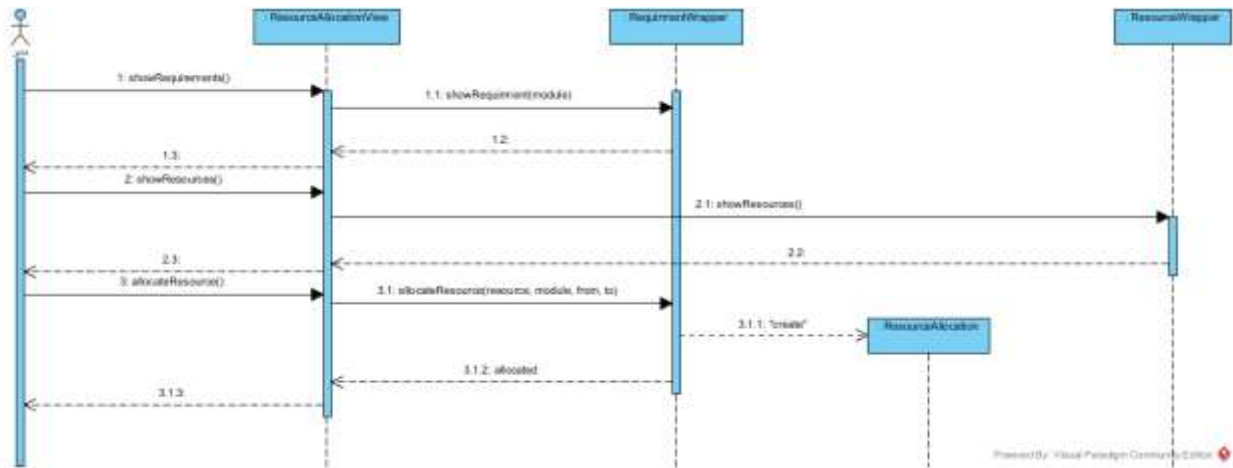 ResourceAllocationView
RequirmentWrapper
ResourceWrapper
1: showRequirements()
1.1: showRequirment(module)
1.2:
1.3:
2: showResources()
2.1: showResources()
2.2:
2.3:
3: allocateResource()
3.1: allocateResource(resource, module, from, to)
3.1.1: "create"
ResourceAllocation
3.1.2: allocated
3.1.3:
Powered By Visual Paradigm Community Edition